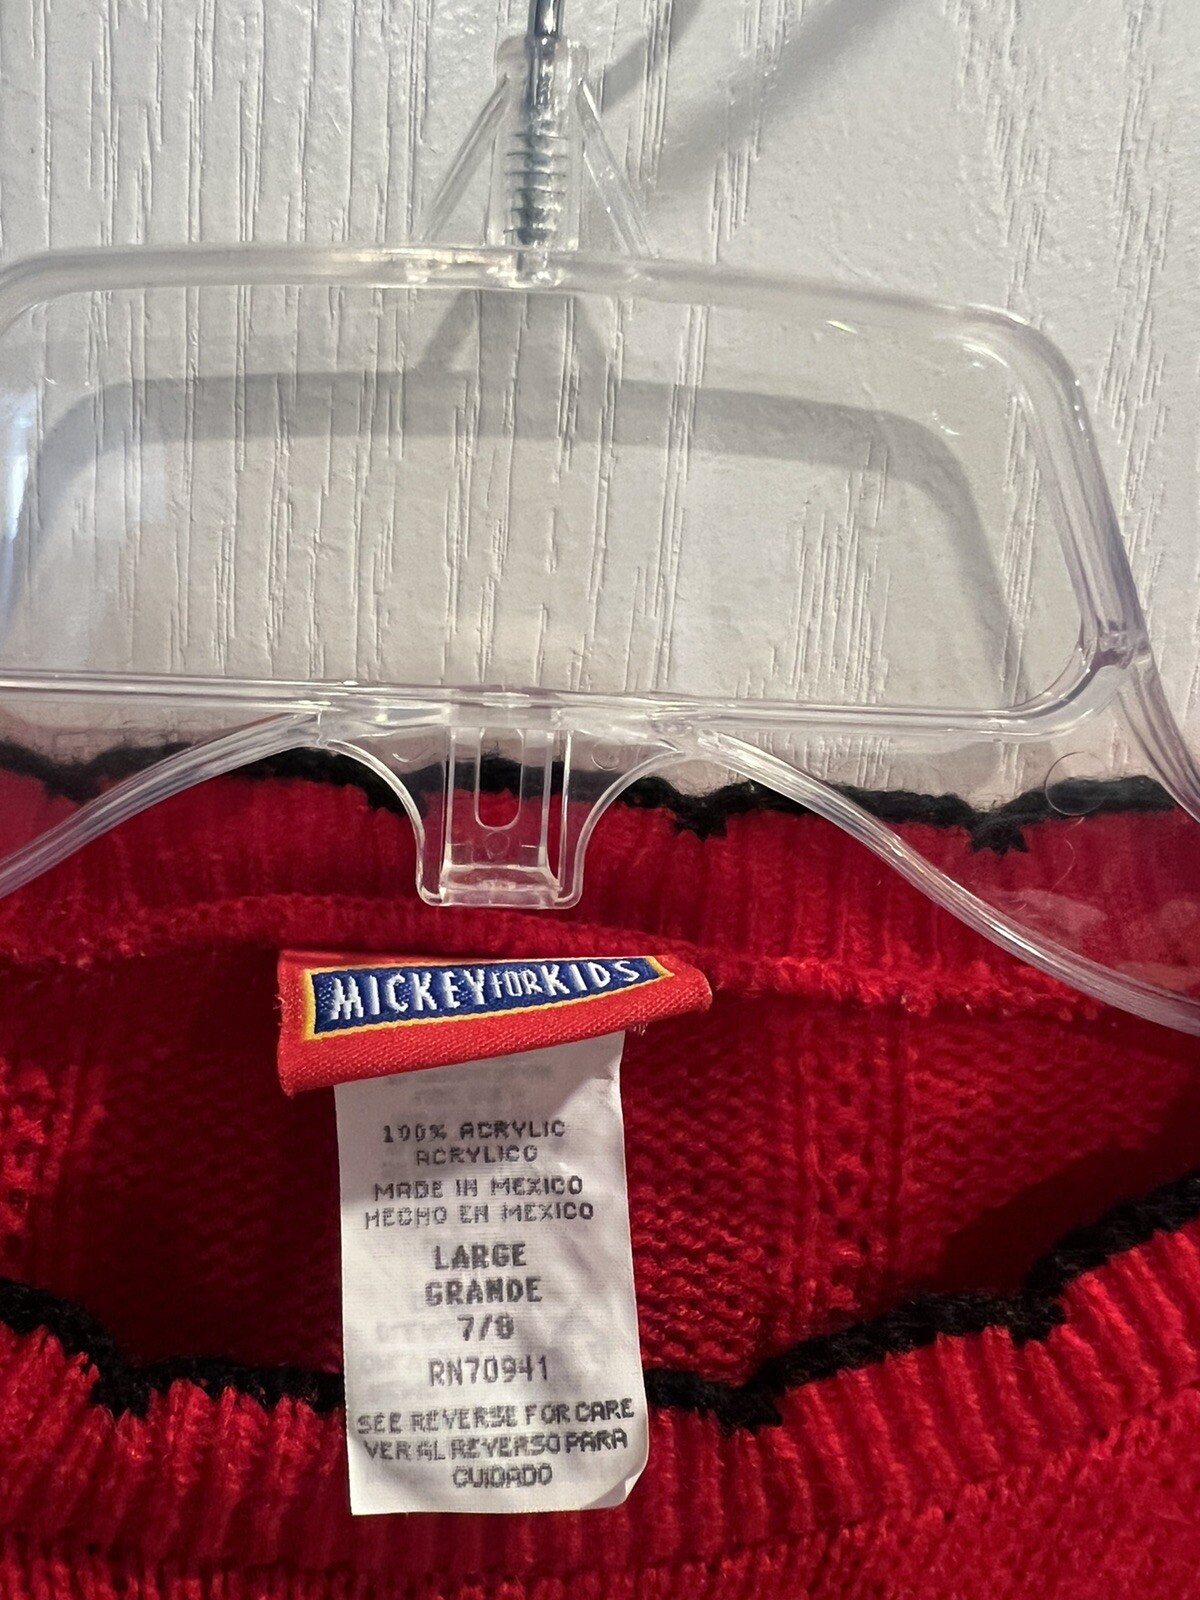 MICKEY FOR KIDS
100% ACRYLIC
ACRYLICO
MADE IN MEXICO
HECHO EN MEXICO
LARGE
GRANDE
7/8
RN70941
SEE REVERSE FOR CARE
VER AL REVERSO PARA
CUIDADO